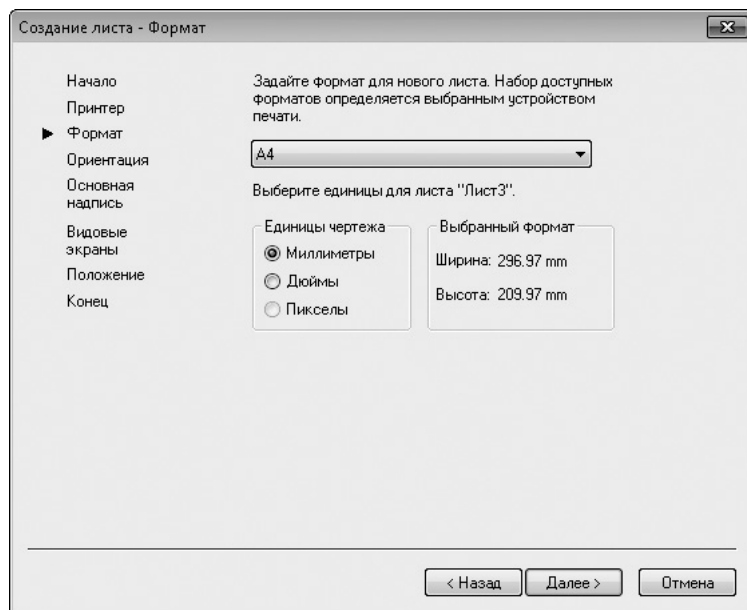 Создание листа - Формат
Начало
Принтер
Формат
Ориентация
Основная
надпись
Видовые
экраны
Положение
Конец
Задайте формат для нового листа. Набор доступных
форматов определяется выбранным устройством
печати.
A4
Выберите единицы для листа "Лист3".
Единицы чертежа
Миллиметры
Дюймы
Пикселы
Выбранный формат
Ширина: 296.97 mm
Высота: 209.97 mm
< Назад
Далее >
Отмена